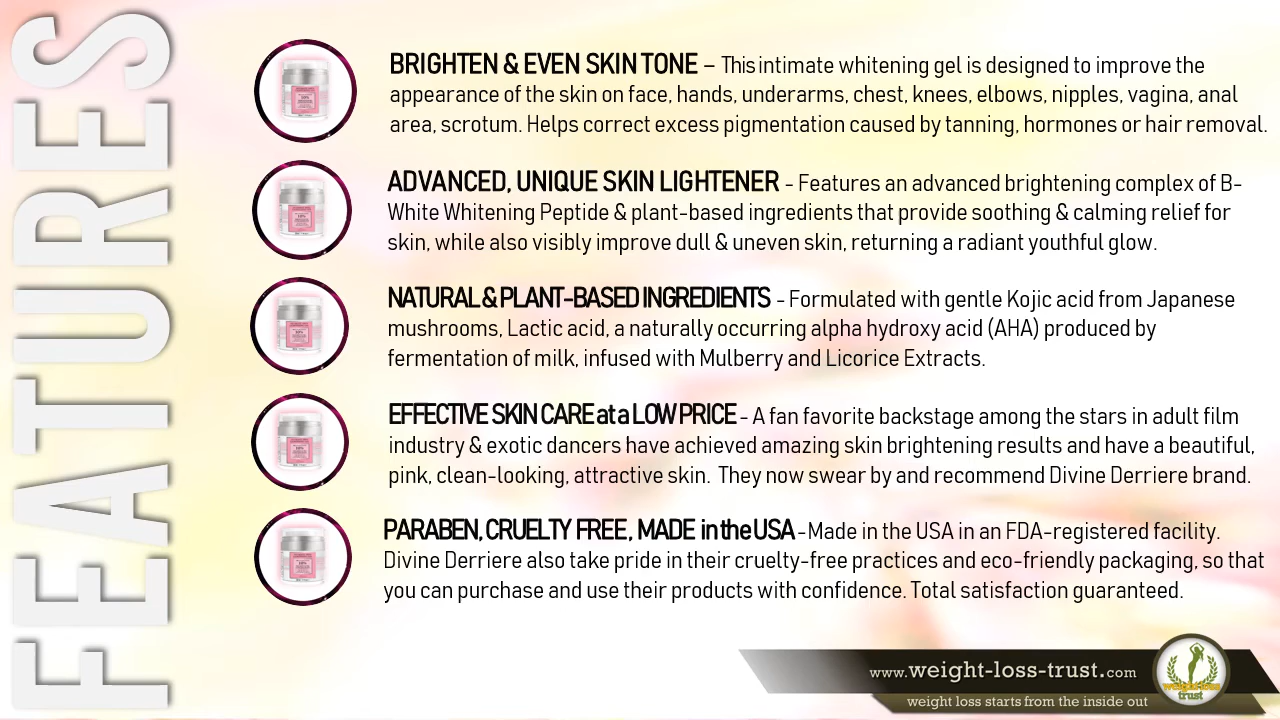 FEATURES
BRIGHTEN & EVEN SKIN TONE – This intimate whitening gel is designed to improve the
appearance of the skin on face, hands, underarms, chest, knees, elbows, nipples, vagina, anal
area, scrotum. Helps correct excess pigmentation caused by tanning, hormones or hair removal.
ADVANCED, UNIQUE SKIN LIGHTENER - Features an advanced brightening complex of B-
White Whitening Peptide & plant-based ingredients that provide soothing & calming relief for
skin, while also visibly improve dull & uneven skin, returning a radiant youthful glow.
NATURAL & PLANT-BASED INGREDIENTS - Formulated with gentle Kojic acid from Japanese
mushrooms, Lactic acid, a naturally occurring alpha hydroxy acid (AHA) produced by
fermentation of milk, infused with Mulberry and Licorice Extracts.
EFFECTIVE SKIN CARE at a LOW PRICE - A fan favorite backstage among the stars in adult film
industry & exotic dancers have achieved amazing skin brightening results and have a beautiful,
pink, clean-looking, attractive skin. They now swear by and recommend Divine Derriere brand.
PARABEN, CRUELTY FREE, MADE in the USA - Made in the USA in an FDA-registered facility.
Divine Derriere also take pride in their cruelty-free practices and eco-friendly packaging, so that
you can purchase and use their products with confidence. Total satisfaction guaranteed.
www.weight-loss-trust.com
weight loss starts from the inside out
weight loss
trust